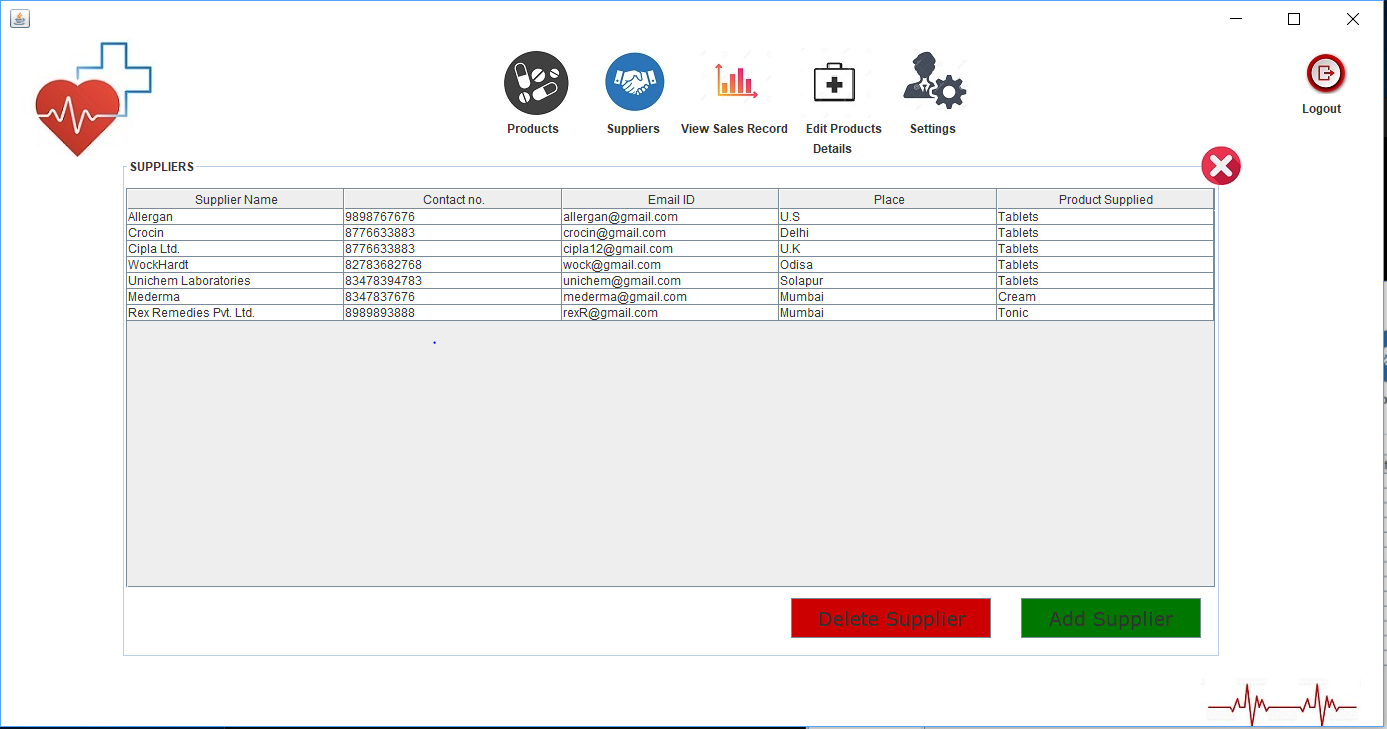 Products Suppliers View Sales Record Edit Products Details Settings
Logout
SUPPLIERS
Supplier Name Contact no. Email ID Place Product Supplied
Allergan 9898767676 allergan@gmail.com U.S Tablets
Crocin 8776633883 crocin@gmail.com Delhi Tablets
Cipla Ltd. 8776633883 cipla12@gmail.com U.K Tablets
WockHardt 82783682768 wock@gmail.com Odisa Tablets
Unichem Laboratories 83478394783 unichem@gmail.com Solapur Tablets
Mederma 8347837676 mederma@gmail.com Mumbai Cream
Rex Remedies Pvt. Ltd. 8989893888 rexR@gmail.com Mumbai Tonic
Delete Supplier Add Supplier